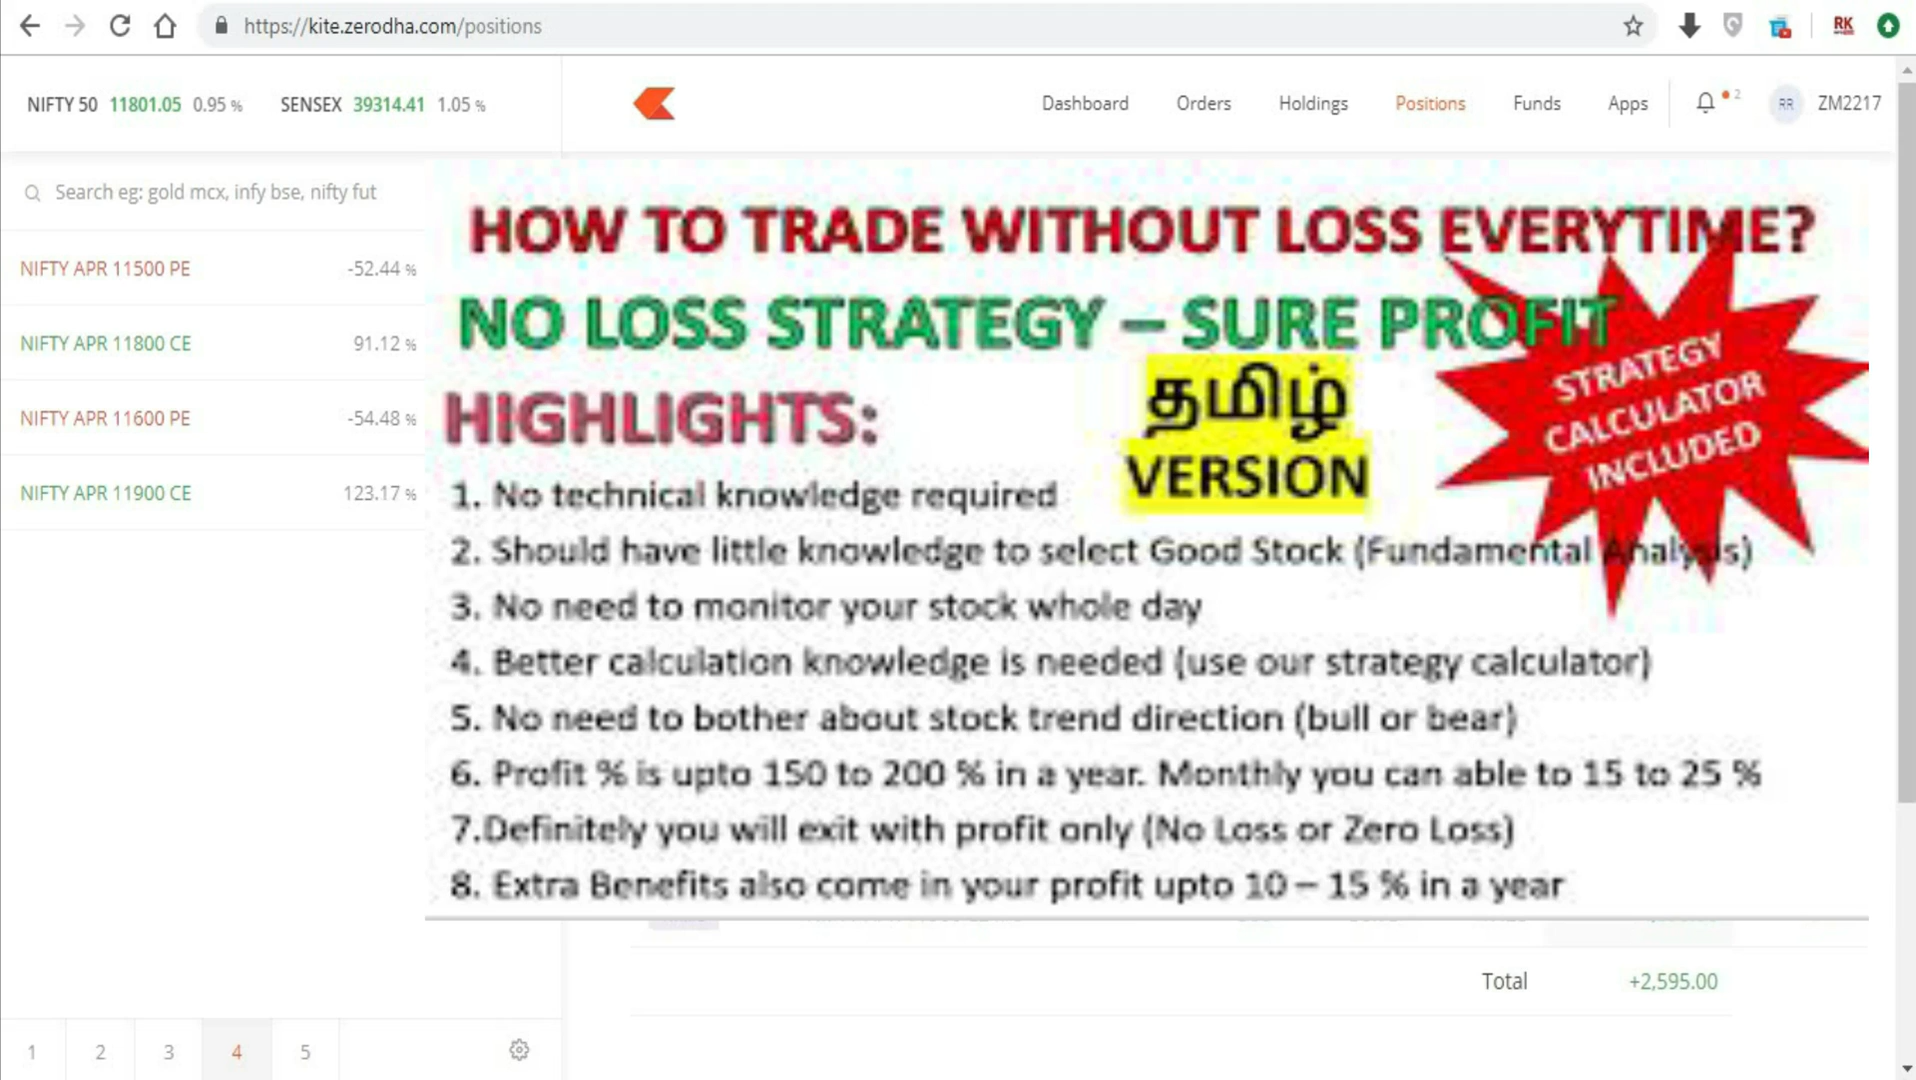 https://kite.zerodha.com/positions
RK
NIFTY 50 11801.05 0.95 % SENSEX 39314.41 1.05 %
Dashboard Orders Holdings Positions Funds Apps 2 RR ZM2217
Search eg: gold mcx, infy bse, nifty fut
NIFTY APR 11500 PE -52.44 %
NIFTY APR 11800 CE 91.12 %
NIFTY APR 11600 PE -54.48 %
NIFTY APR 11900 CE 123.17 %
HOW TO TRADE WITHOUT LOSS EVERYTIME?
NO LOSS STRATEGY – SURE PROFIT
STRATEGY
CALCULATOR
INCLUDED
HIGHLIGHTS:
தமிழ்
VERSION
1. No technical knowledge required
2. Should have little knowledge to select Good Stock (Fundamental Analysis)
3. No need to monitor your stock whole day
4. Better calculation knowledge is needed (use our strategy calculator)
5. No need to bother about stock trend direction (bull or bear)
6. Profit % is upto 150 to 200 % in a year. Monthly you can able to 15 to 25 %
7.Definitely you will exit with profit only (No Loss or Zero Loss)
8. Extra Benefits also come in your profit upto 10 – 15 % in a year
Total +2,595.00
1 2 3 4 5